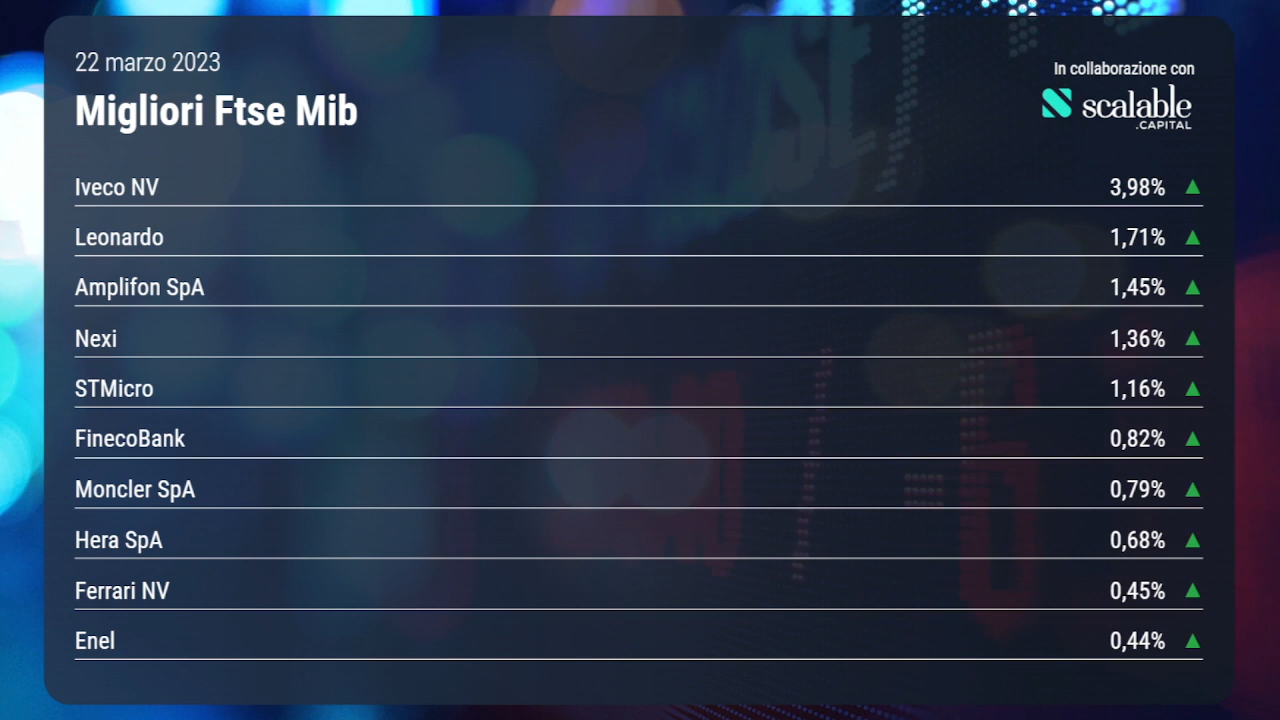 22 marzo 2023
Migliori Ftse Mib
In collaborazione con
scalable
.CAPITAL
Iveco NV 3,98% ▲
Leonardo 1,71% ▲
Amplifon SpA 1,45% ▲
Nexi 1,36% ▲
STMicro 1,16% ▲
FinecoBank 0,82% ▲
Moncler SpA 0,79% ▲
Hera SpA 0,68% ▲
Ferrari NV 0,45% ▲
Enel 0,44% ▲